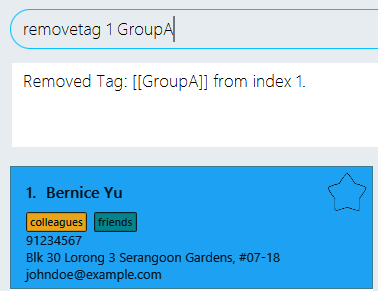 removetag 1 GroupA
Removed Tag: [[GroupA]] from index 1.
1. Bernice Yu
colleagues friends
91234567
Blk 30 Lorong 3 Serangoon Gardens, #07-18
johndoe@example.com